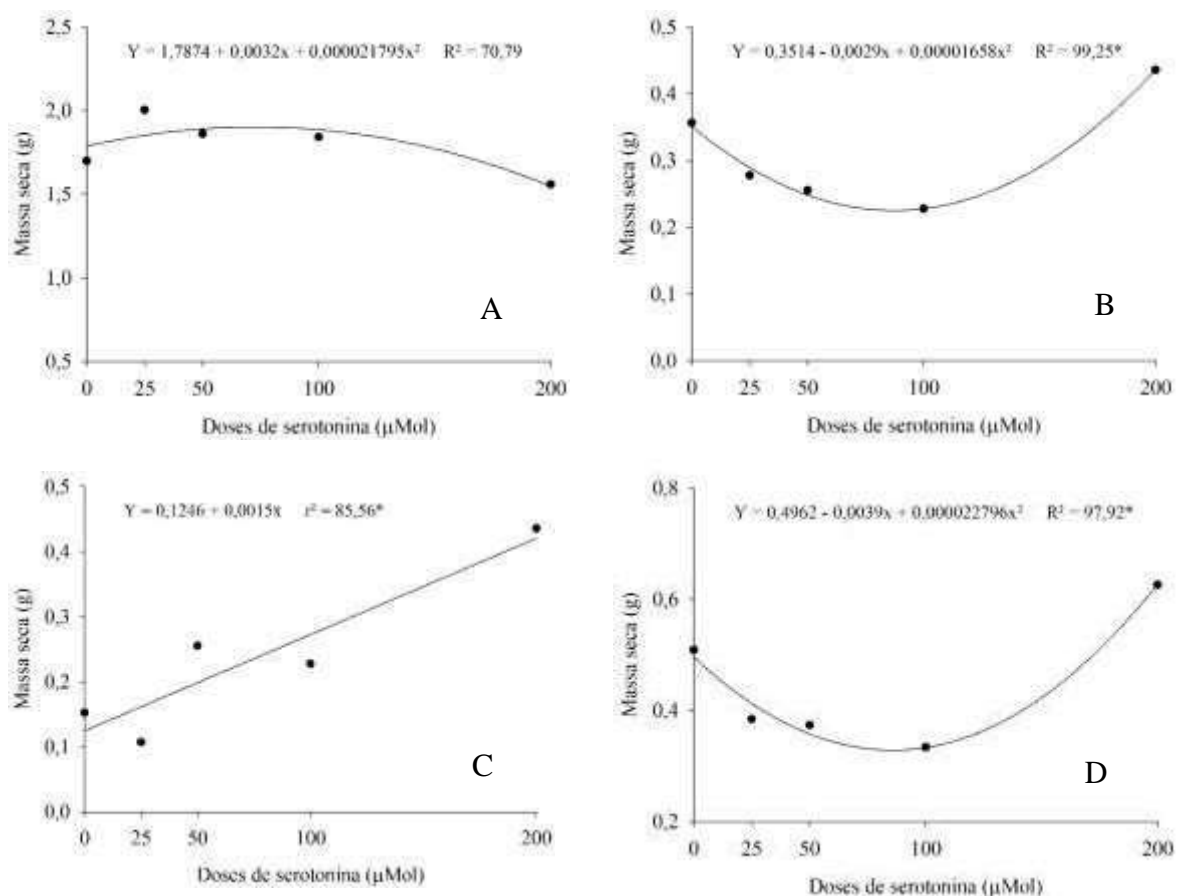 Y = 1,7874 + 0,0032x + 0,000021795x² R² = 70,79
Massa seca (g)
2,5
2,0
1,5
1,0
0,5
A
0 25 50 100 200
Doses de serotonina (µMol)
Y = 0,3514 - 0,0029x + 0,00001658x² R² = 99,25*
Massa seca (g)
0,5
0,4
0,3
0,2
0,1
0,0
B
0 25 50 100 200
Doses de serotonina (µMol)
Y = 0,1246 + 0,0015x r² = 85,56*
Massa seca (g)
0,5
0,4
0,3
0,2
0,1
0,0
C
0 25 50 100 200
Doses de serotonina (µMol)
Y = 0,4962 - 0,0039x + 0,000022796x² R² = 97,92*
Massa seca (g)
0,8
0,6
0,4
0,2
D
0 25 50 100 200
Doses de serotonina (µMol)